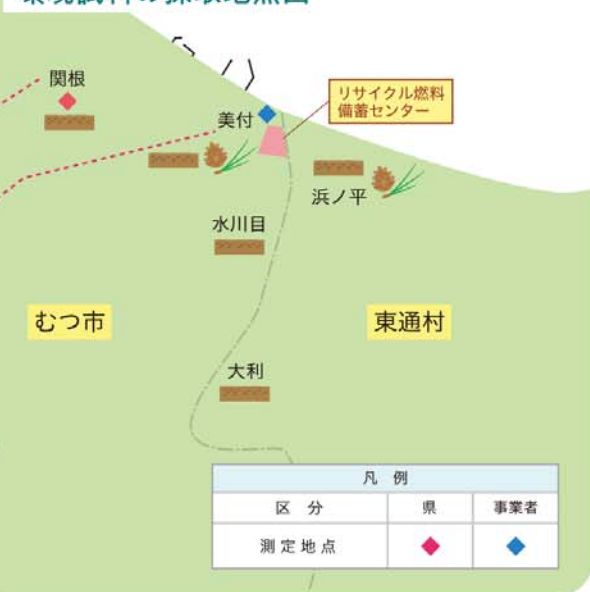 関根
リサイクル燃料
備蓄センター
美付
浜ノ平
水川目
むつ市
東通村
大利
凡 例
区 分 県 事業者
測定地点